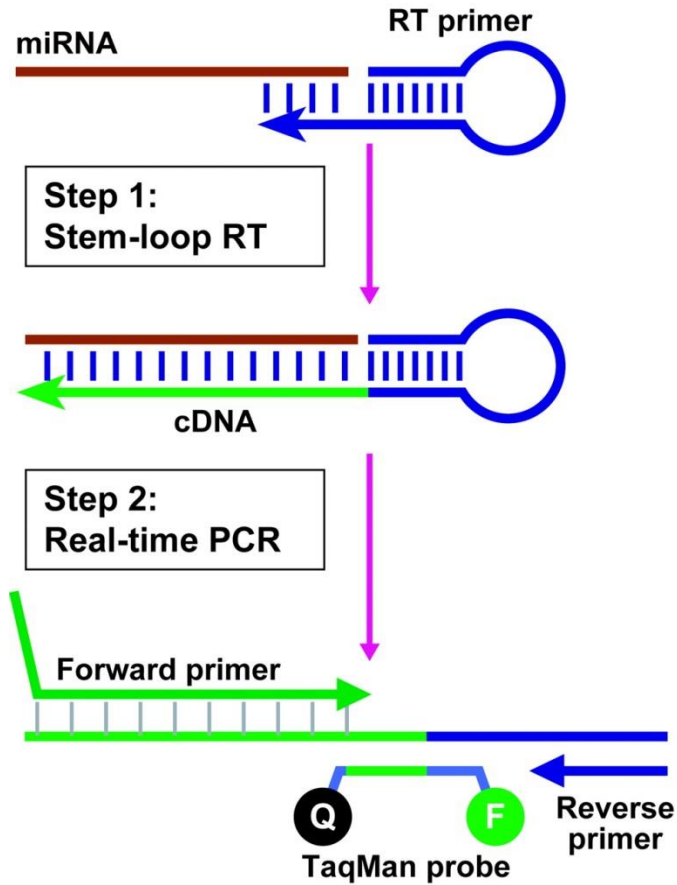 miRNA
RT primer
Step 1:
Stem-loop RT
cDNA
Step 2:
Real-time PCR
Forward primer
Q
F
Reverse
primer
TaqMan probe